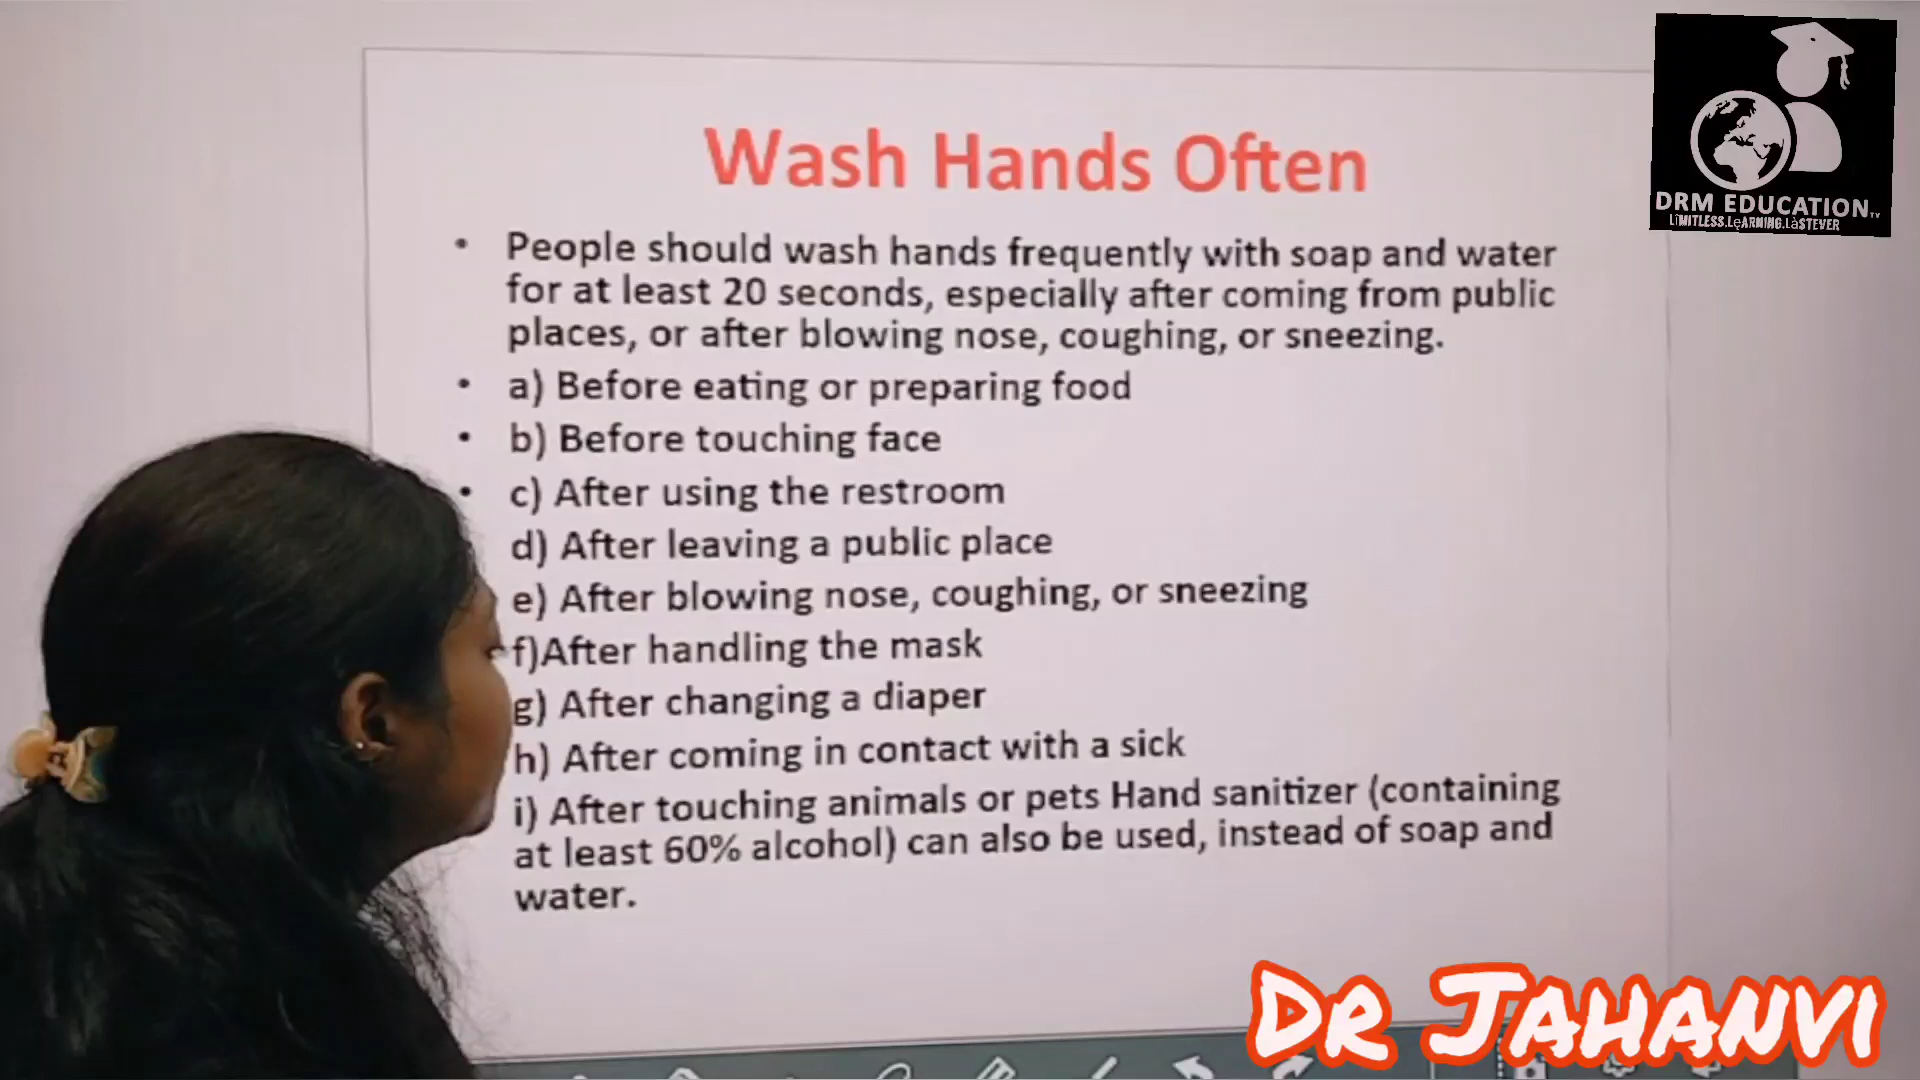 Wash Hands Often
• People should wash hands frequently with soap and water
for at least 20 seconds, especially after coming from public
places, or after blowing nose, coughing, or sneezing.
• a) Before eating or preparing food
• b) Before touching face
• c) After using the restroom
d) After leaving a public place
e) After blowing nose, coughing, or sneezing
f)After handling the mask
g) After changing a diaper
h) After coming in contact with a sick
i) After touching animals or pets Hand sanitizer (containing
at least 60% alcohol) can also be used, instead of soap and
water.
DRM EDUCATION TV
LIMITLESS.LęARNING.LàSTEVER
DR JAHANVI